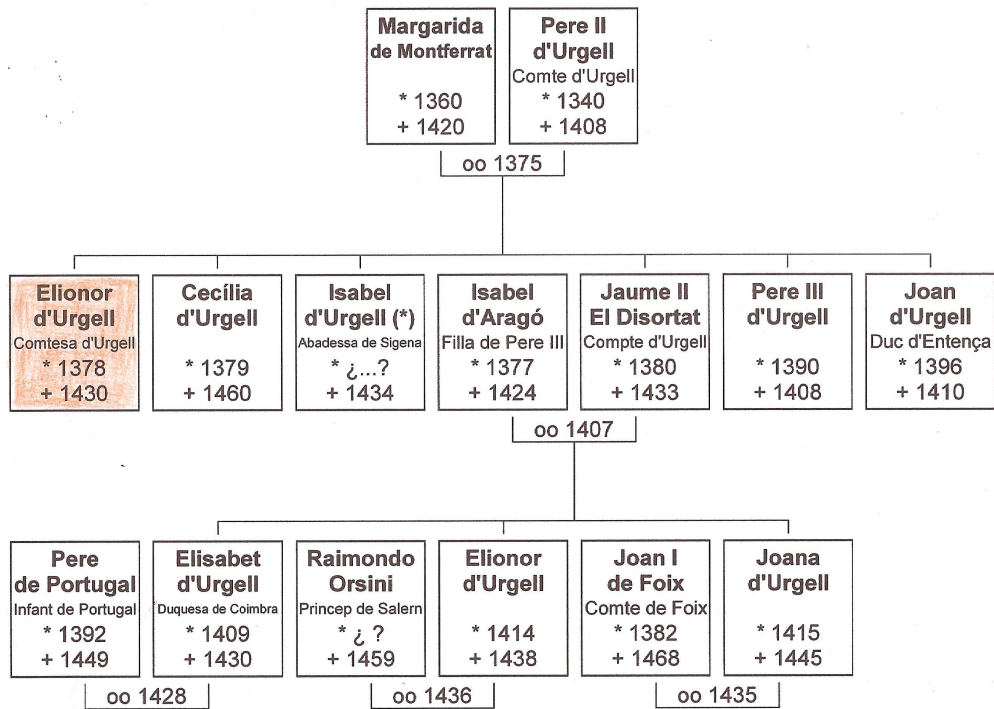 Margarida
de Montferrat
* 1360
+ 1420
Pere II
d'Urgell
Comte d'Urgell
* 1340
+ 1408
oo 1375
Elionor
d'Urgell
Comtesa d'Urgell
* 1378
+ 1430
Cecília
d'Urgell
* 1379
+ 1460
Isabel
d'Urgell (*)
Abadessa de Sigena
* ¿...?
+ 1434
Isabel
d'Aragó
Filla de Pere III
* 1377
+ 1424
Jaume II
El Disortat
Compte d'Urgell
* 1380
+ 1433
Pere III
d'Urgell
* 1390
+ 1408
Joan
d'Urgell
Duc d'Entença
* 1396
+ 1410
oo 1407
Pere
de Portugal
Infant de Portugal
* 1392
+ 1449
Elisabet
d'Urgell
Duquesa de Coimbra
* 1409
+ 1430
Raimondo
Orsini
Princep de Salern
* ¿ ?
+ 1459
Elionor
d'Urgell
* 1414
+ 1438
Joan I
de Foix
Comte de Foix
* 1382
+ 1468
Joana
d'Urgell
* 1415
+ 1445
oo 1428
oo 1436
oo 1435